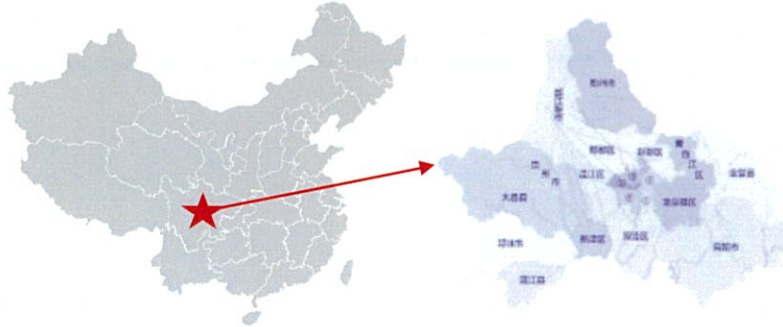 彭州市
都江堰
郫都区
新都区
青白江区
金堂县
崇州市
温江区
大邑县
龙泉驿区
新津区
双流区
简阳市
邛崃市
蒲江县